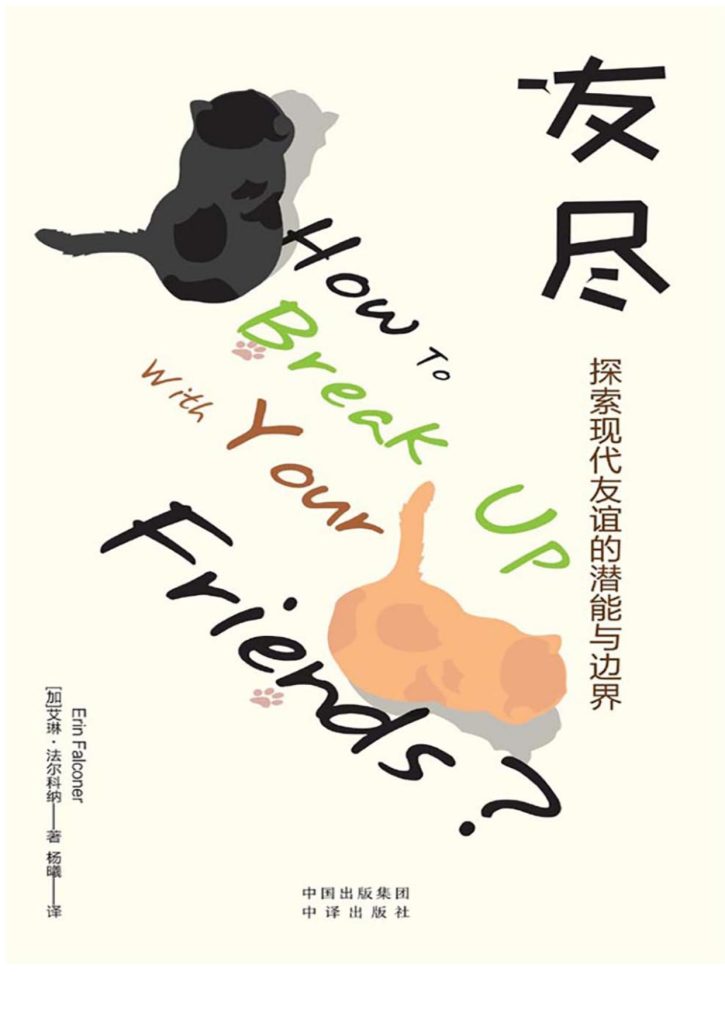 友尽
探索现代友谊的潜能与边界
How To
Break Up
With Your
Friends?
Erin Falconer
[加]艾琳·法尔科纳——著 杨曦——译
中国出版集团
中译出版社